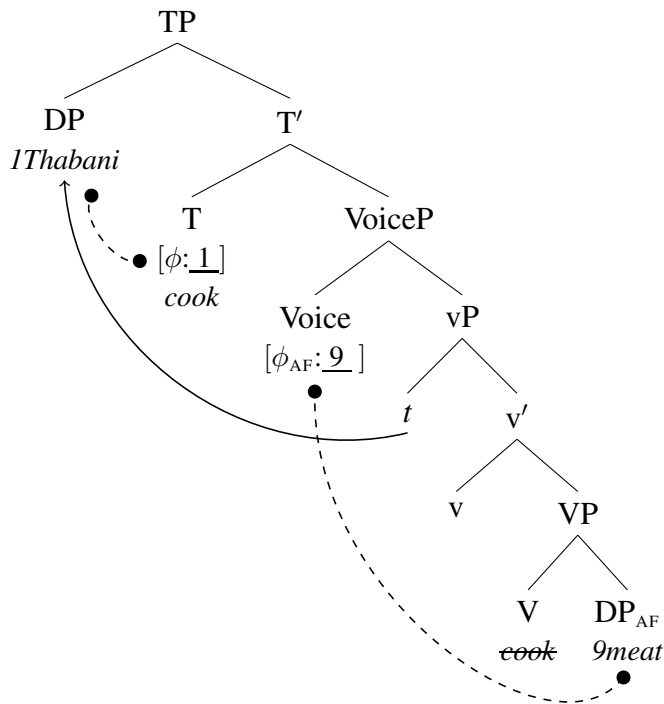 TP
DP T′
1Thabani
T VoiceP
[ϕ: 1 ]
cook
Voice vP
[ϕAF: 9 ]
t v′
v VP
V DPAF
cook 9meat